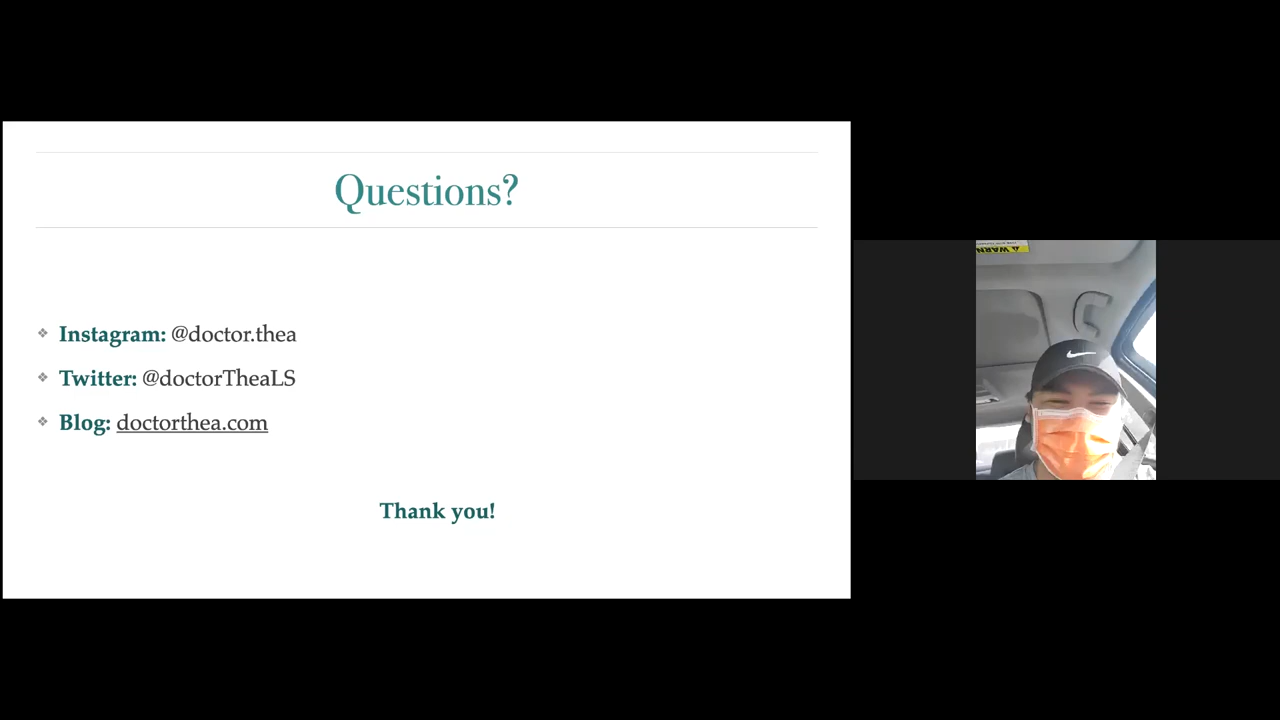 Questions?
Instagram: @doctor.thea
Twitter: @doctorTheaLS
Blog: doctorthea.com
Thank you!